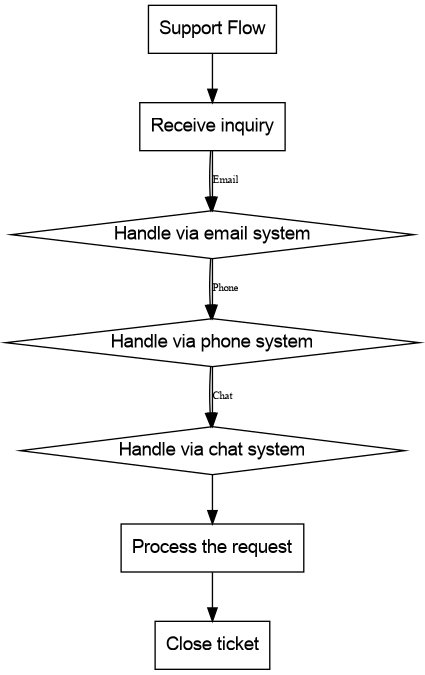 Support Flow
Receive inquiry
Email
Handle via email system
Phone
Handle via phone system
Chat
Handle via chat system
Process the request
Close ticket